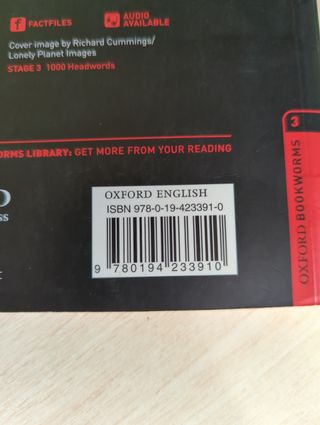 FACTFILES
AUDIO
AVAILABLE
Cover image by Richard Cummings/
Lonely Planet Images
STAGE 3 1000 Headwords
ORMS LIBRARY: GET MORE FROM YOUR READING
OXFORD ENGLISH
ISBN 978-0-19-423391-0
9 780194 233910
3
OXFORD BOOKWORMS